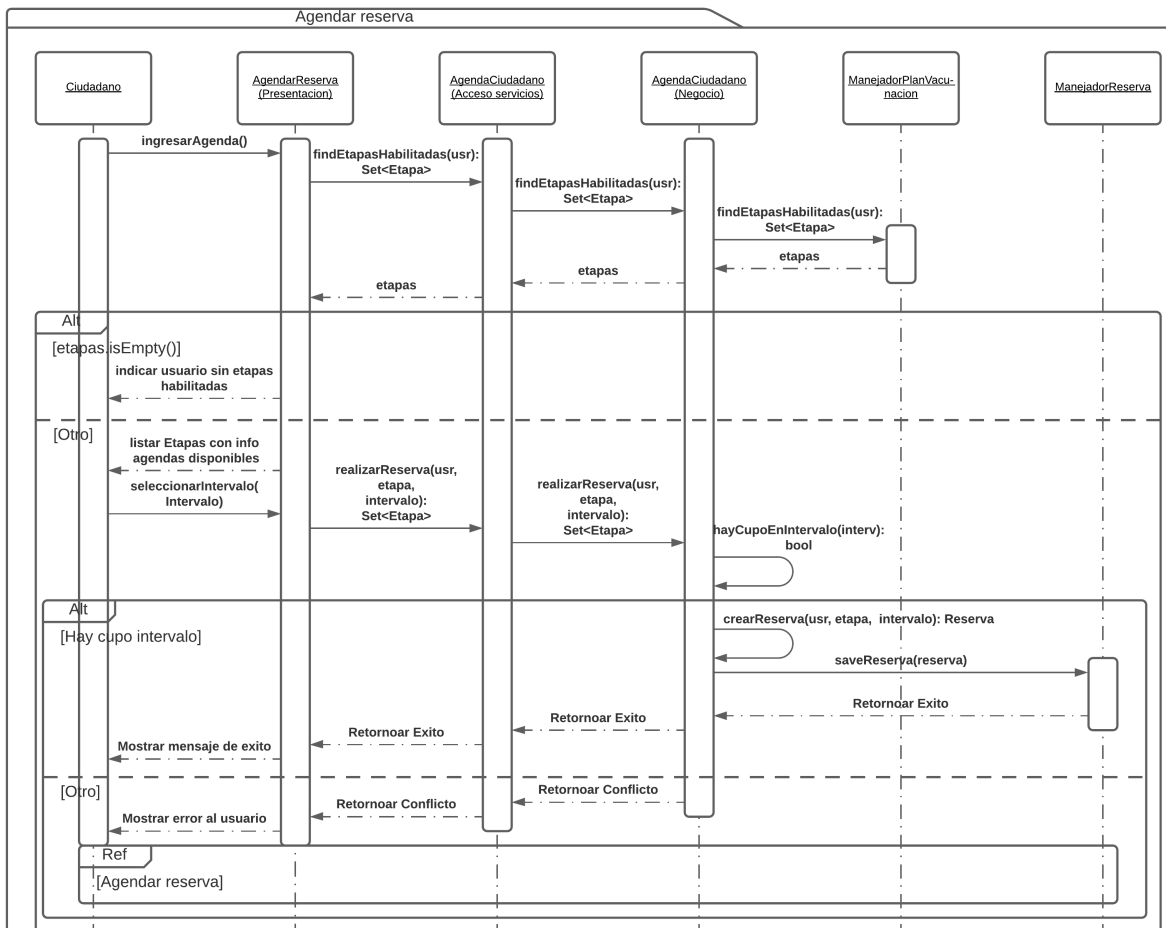 Agendar reserva
Ciudadano
AgendarReserva
(Presentacion)
AgendaCiudadano
(Acceso servicios)
AgendaCiudadano
(Negocio)
ManejadorPlanVacu-
nacion
ManejadorReserva
ingresarAgenda()
findEtapasHabilitadas(usr):
Set<Etapa>
findEtapasHabilitadas(usr):
Set<Etapa>
findEtapasHabilitadas(usr):
Set<Etapa>
etapas
etapas
etapas
Alt
[etapas.isEmpty()]
indicar usuario sin etapas
habilitadas
[Otro]
listar Etapas con info
agendas disponibles
seleccionarIntervalo(
Intervalo)
realizarReserva(usr,
etapa,
intervalo):
Set<Etapa>
realizarReserva(usr,
etapa,
intervalo):
Set<Etapa>
hayCupoEnIntervalo(interv):
bool
Alt
[Hay cupo intervalo]
crearReserva(usr, etapa, intervalo): Reserva
saveReserva(reserva)
Retornoar Exito
Retornoar Exito
Retornoar Exito
Mostrar mensaje de exito
[Otro]
Retornoar Conflicto
Retornoar Conflicto
Mostrar error al usuario
Ref
[Agendar reserva]